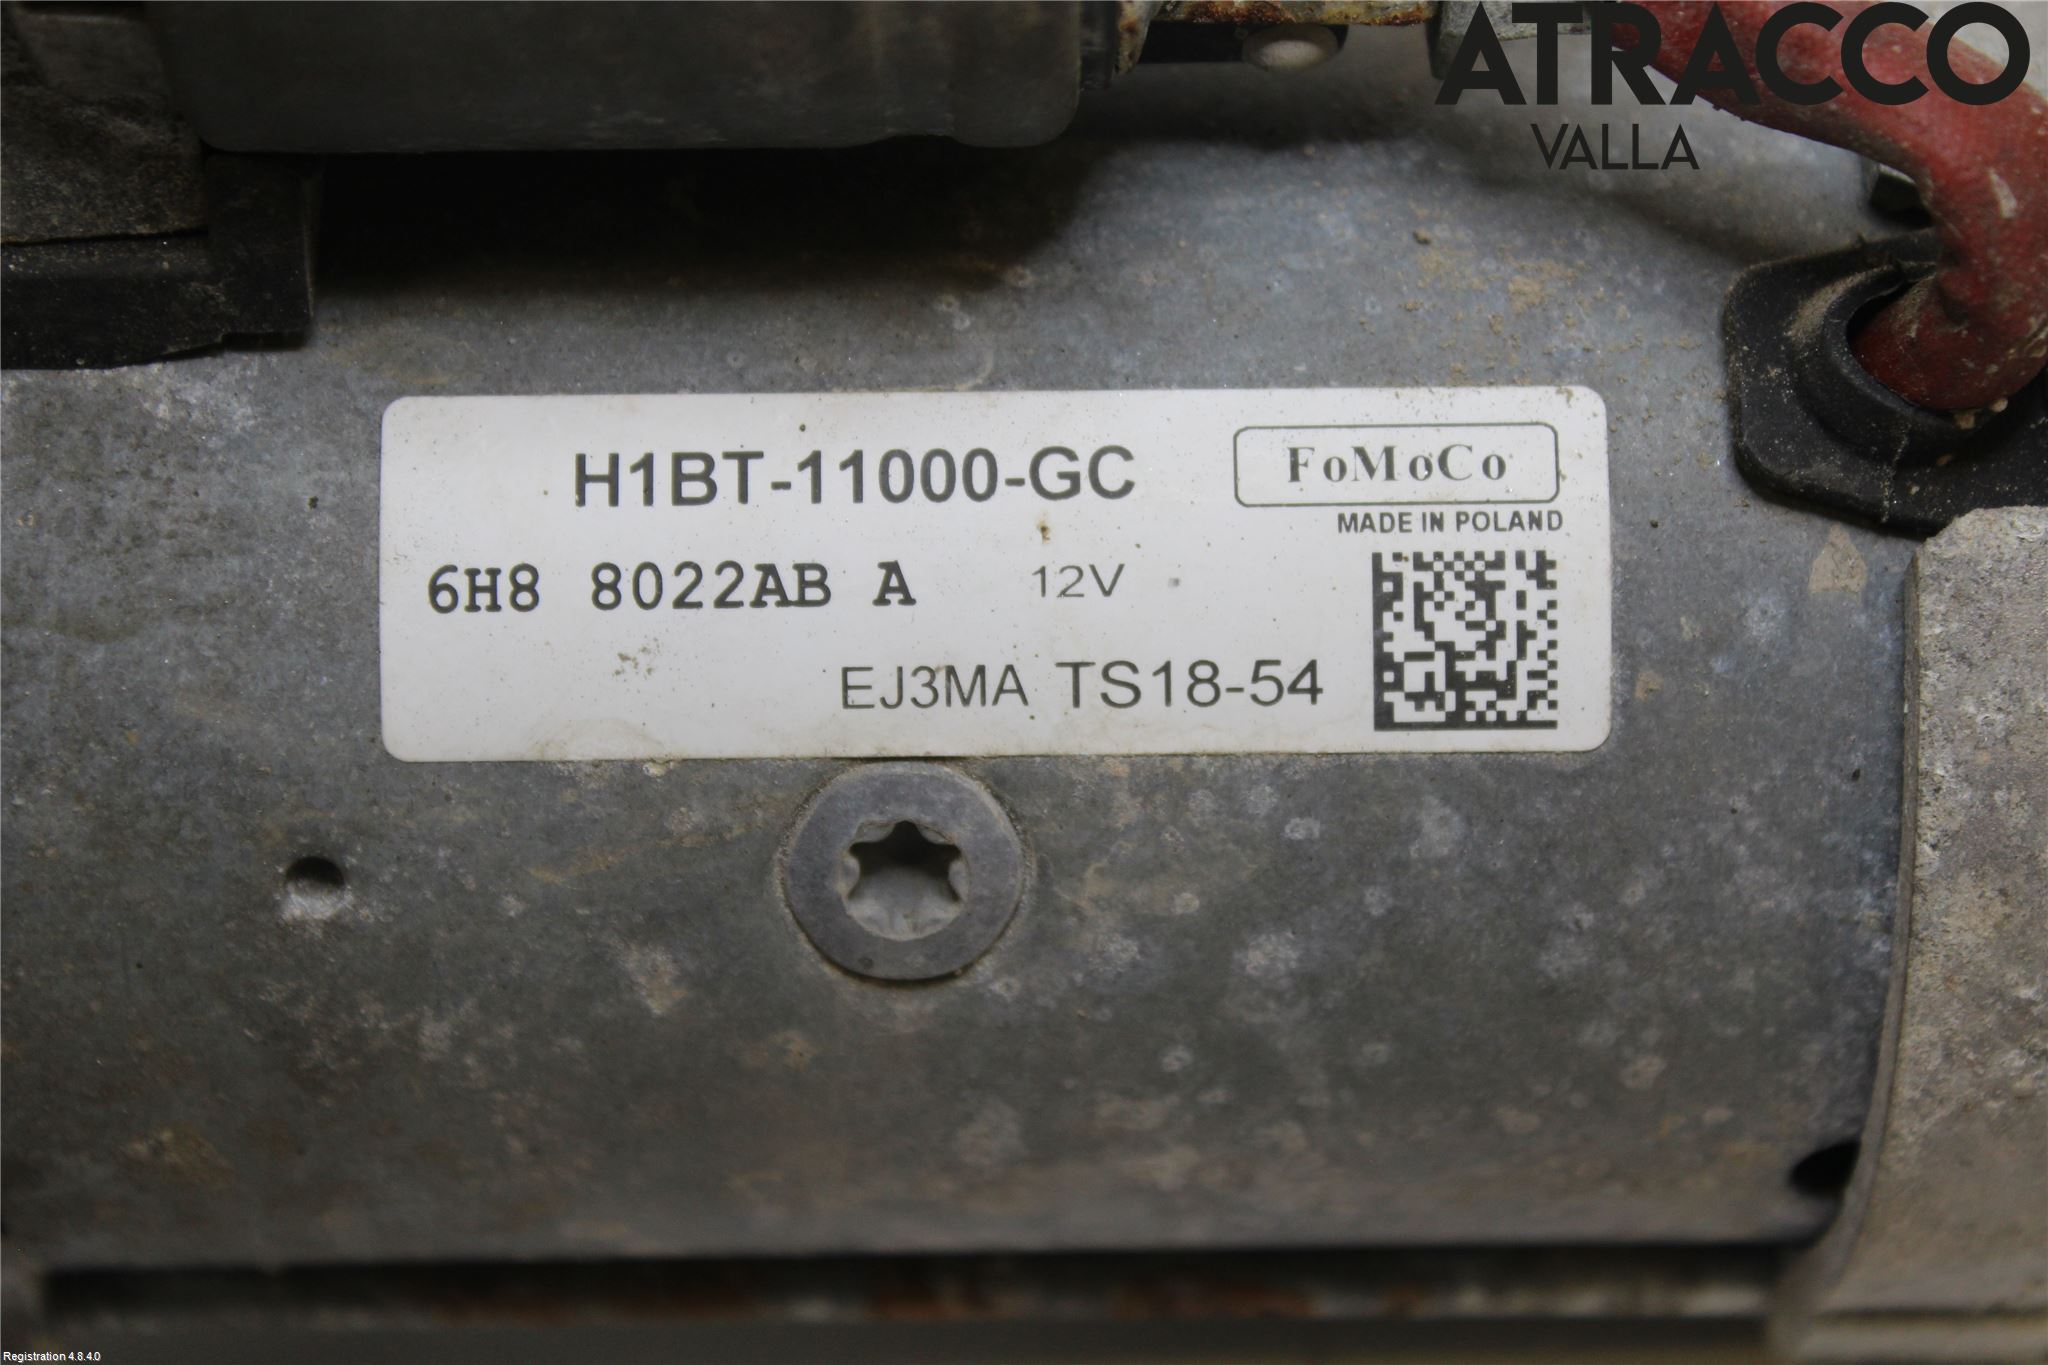 ATRACCO
VALLA
H1BT-11000-GC
FoMoCo
MADE IN POLAND
6H8 8022AB A 12V
EJ3MA TS18-54
Registration 4.8.4.0